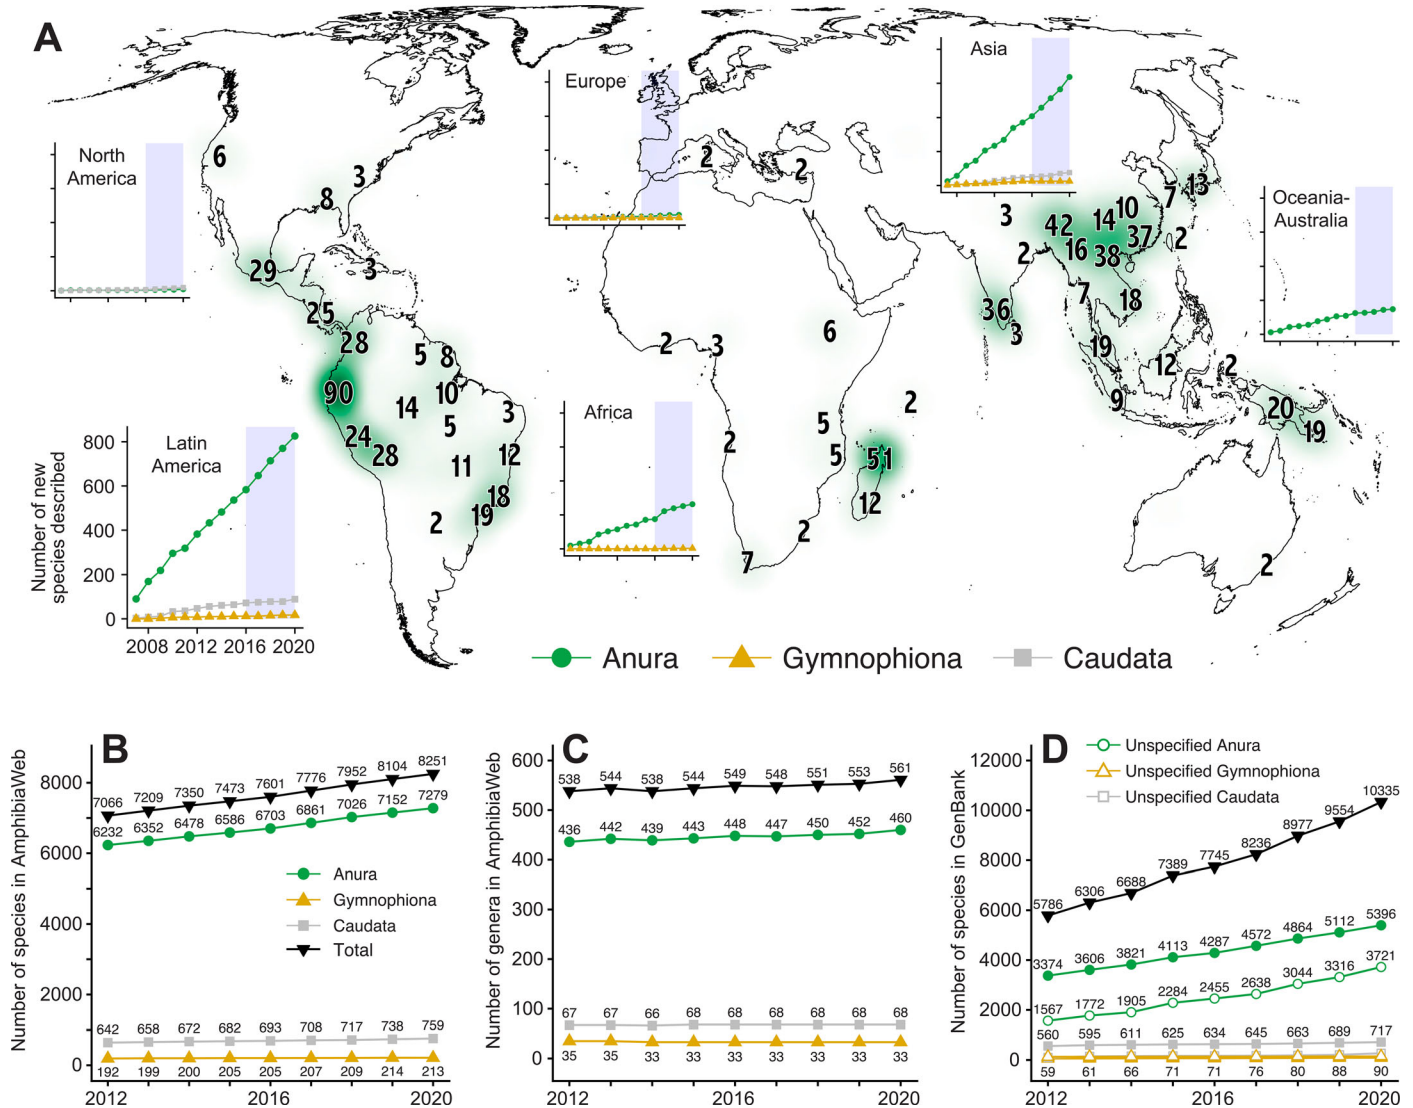 A
North
America
Europe
Asia
Oceania-
Australia
Africa
Latin
America
Number of new
species described
800
600
400
200
0
2008 2012 2016 2020
6
8
3
29
3
25
28
90
5
8
10
14
5
3
24
28
11
12
18
19
2
2
2
2
3
6
2
5
5
51
12
2
2
7
3
42
14
10
7
13
37
16
38
2
2
36
3
7
18
19
12
2
9
20
19
2
Anura Gymnophiona Caudata
B
Number of species in AmphibiaWeb
8000
6000
4000
2000
0
7066 7209 7350 7473 7601 7776 7952 8104 8251
6232 6352 6478 6586 6703 6861 7026 7152 7279
Anura
Gymnophiona
Caudata
Total
642 658 672 682 693 708 717 738 759
192 199 200 205 205 207 209 214 213
2012 2016 2020
C
Number of genera in AmphibiaWeb
600
500
400
300
200
100
0
538 544 538 544 549 548 551 553 561
436 442 439 443 448 447 450 452 460
67 67 66 68 68 68 68 68 68
35 35 33 33 33 33 33 33 33
2012 2016 2020
D
Number of species in GenBank
12000
10000
8000
6000
4000
2000
0
Unspecified Anura
Unspecified Gymnophiona
Unspecified Caudata
5786 6306 6688 7389 7745 8236 8977 9554 10335
3374 3606 3821 4113 4287 4572 4864 5112 5396
1567 1772 1905 2284 2455 2638 3044 3316 3721
560 595 611 625 634 645 663 689 717
59 61 66 71 71 76 80 88 90
2012 2016 2020